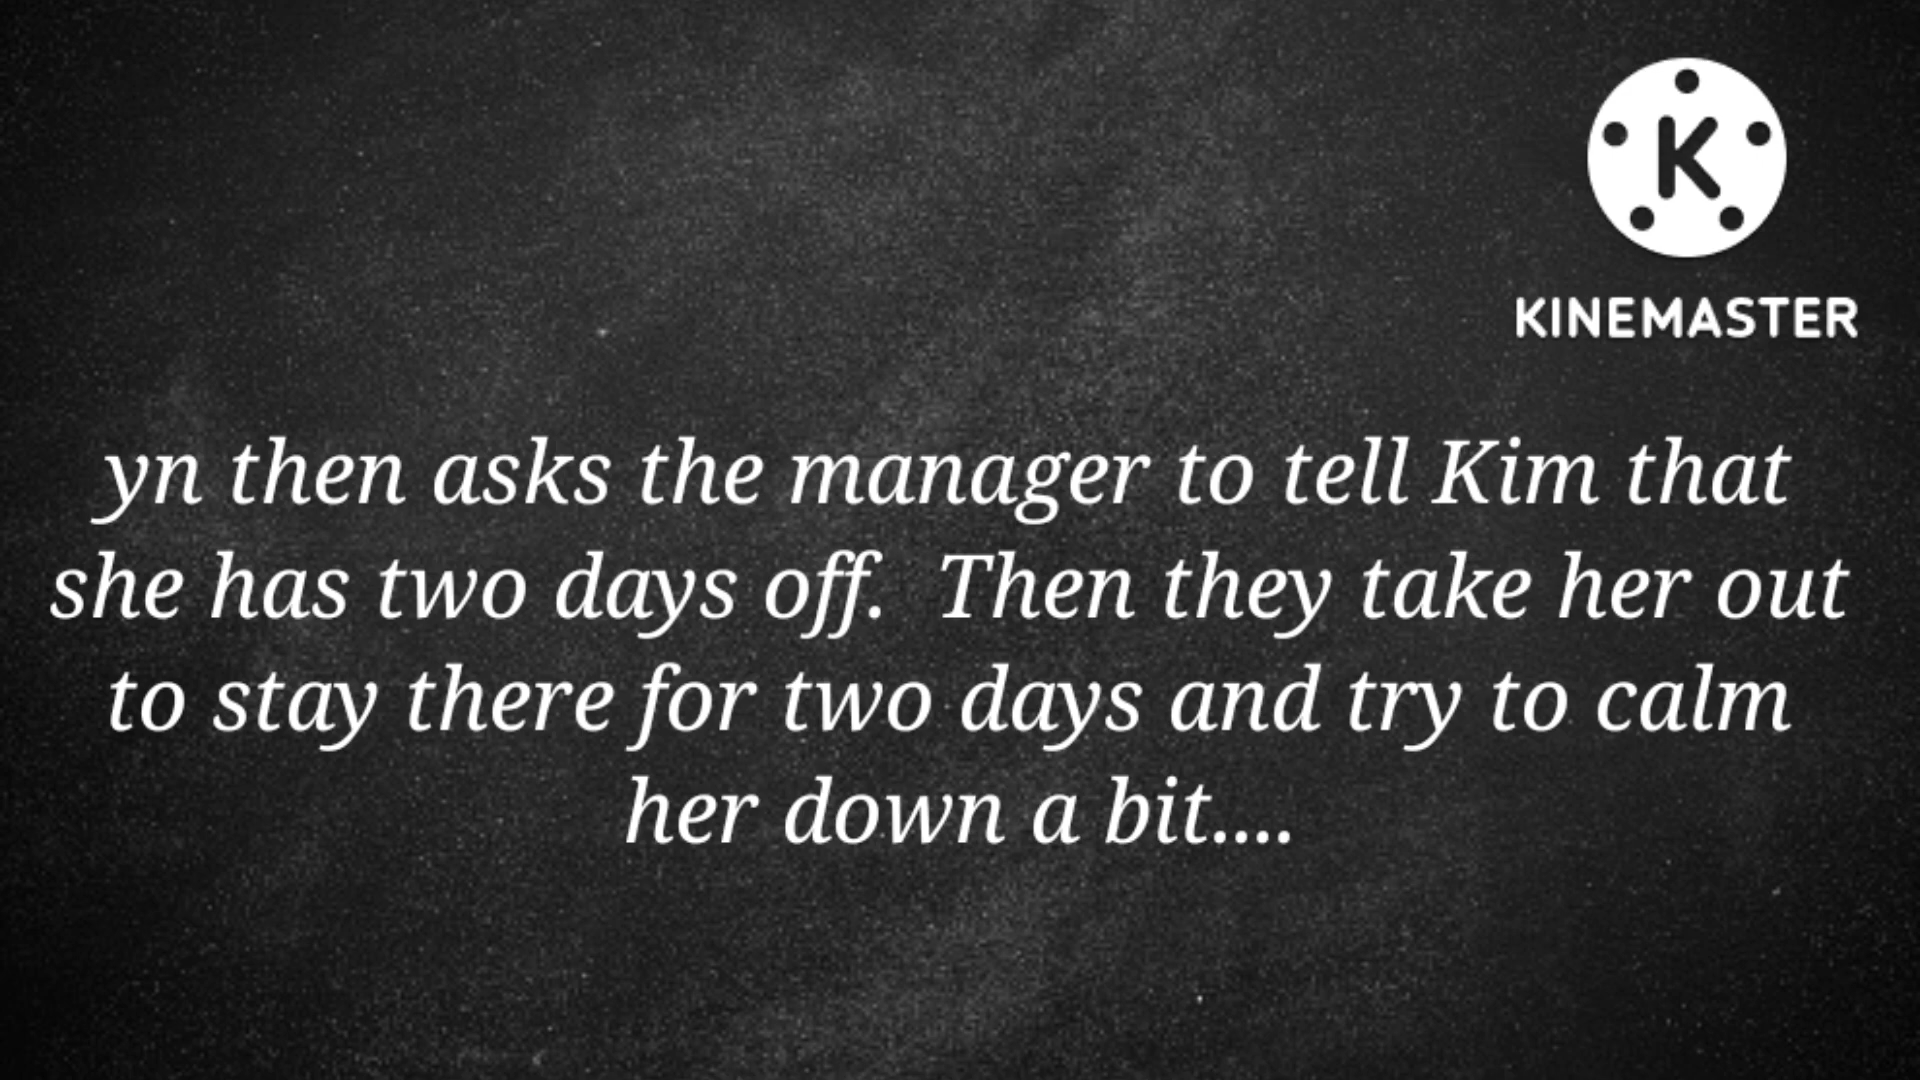 K
KINEMASTER
yn then asks the manager to tell Kim that
she has two days off.  Then they take her out
to stay there for two days and try to calm
her down a bit....